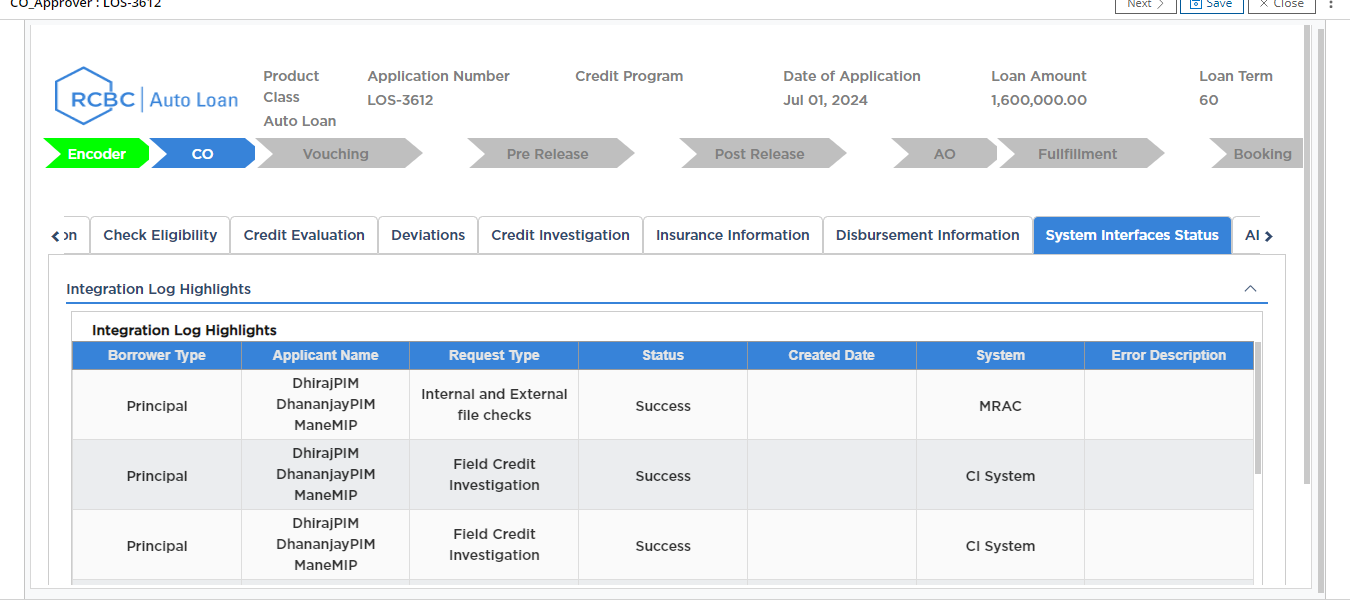 CO_Approver : LOS-3612
Next
Save
Close
RCBC | Auto Loan
Product Class
Auto Loan
Application Number
LOS-3612
Credit Program
Date of Application
Jul 01, 2024
Loan Amount
1,600,000.00
Loan Term
60
Encoder
CO
Vouching
Pre Release
Post Release
AO
Fullfillment
Booking
on
Check Eligibility
Credit Evaluation
Deviations
Credit Investigation
Insurance Information
Disbursement Information
System Interfaces Status
Al
Integration Log Highlights
Integration Log Highlights
Borrower Type Applicant Name Request Type Status Created Date System Error Description
Principal
DhirajPIM
DhananjayPIM
ManeMIP
Internal and External
file checks
Success
MRAC
Principal
DhirajPIM
DhananjayPIM
ManeMIP
Field Credit
Investigation
Success
CI System
Principal
DhirajPIM
DhananjayPIM
ManeMIP
Field Credit
Investigation
Success
CI System